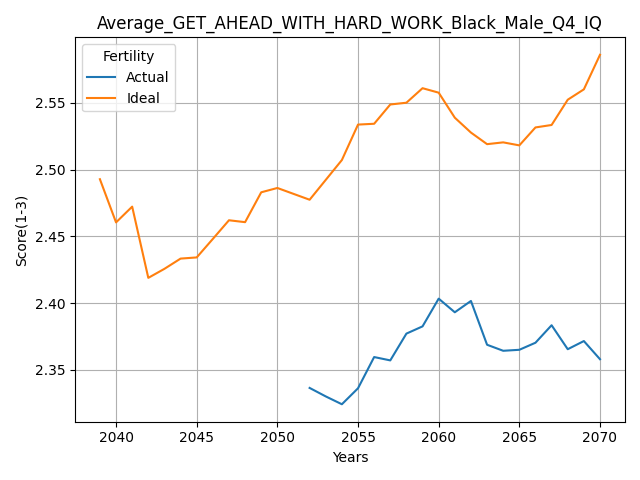 Average_GET_AHEAD_WITH_HARD_WORK_Black_Male_Q4_IQ
Fertility
Actual
Ideal
Score(1-3)
2.55
2.50
2.45
2.40
2.35
2040 2045 2050 2055 2060 2065 2070
Years